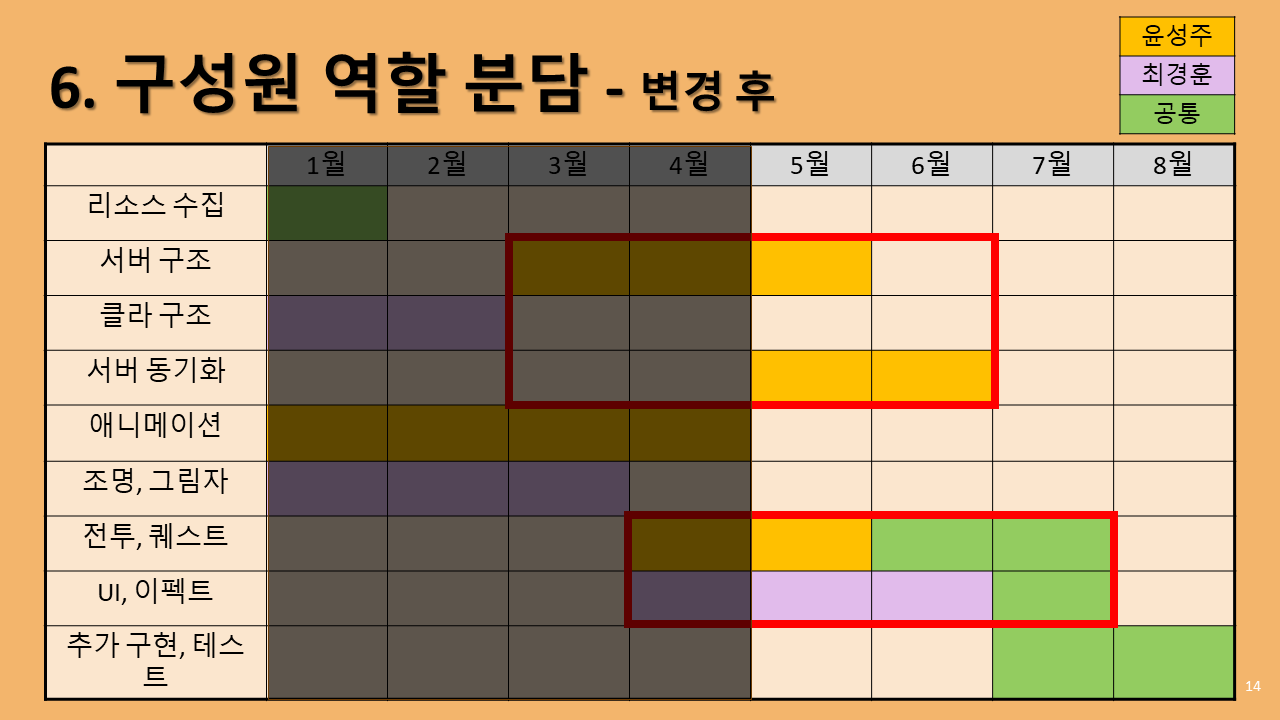 윤성주
최경훈
공통
6. 구성원 역할 분담 - 변경 후
1월 2월 3월 4월 5월 6월 7월 8월
리소스 수집
서버 구조
클라 구조
서버 동기화
애니메이션
조명, 그림자
전투, 퀘스트
UI, 이펙트
추가 구현, 테스
트
14